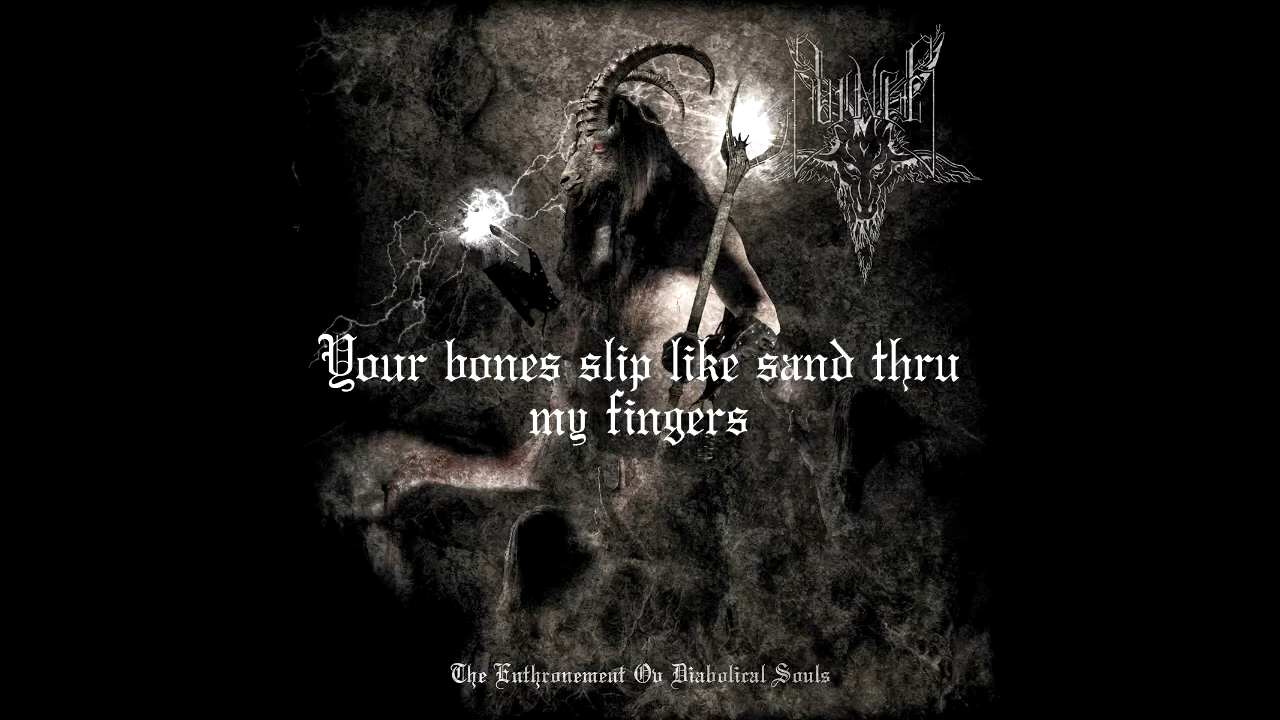 Your bones slip like sand thru
my fingers
The Enthronement Ov Diabolical Souls